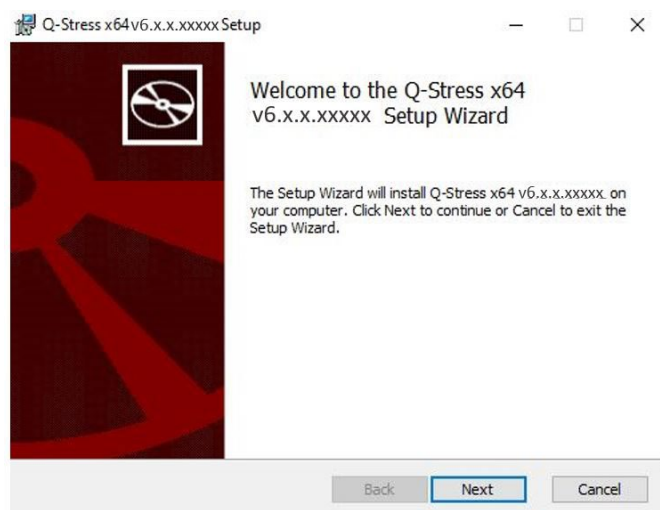 Q-Stress x64 v6.x.x.xxxxx Setup
Welcome to the Q-Stress x64
v6.x.x.xxxxx Setup Wizard
The Setup Wizard will install Q-Stress x64 v6.x.x.xxxxx on
your computer. Click Next to continue or Cancel to exit the
Setup Wizard.
Back Next Cancel